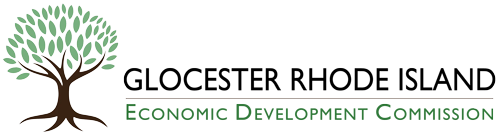 GLOCESTER RHODE ISLAND
ECONOMIC DEVELOPMENT COMMISSION